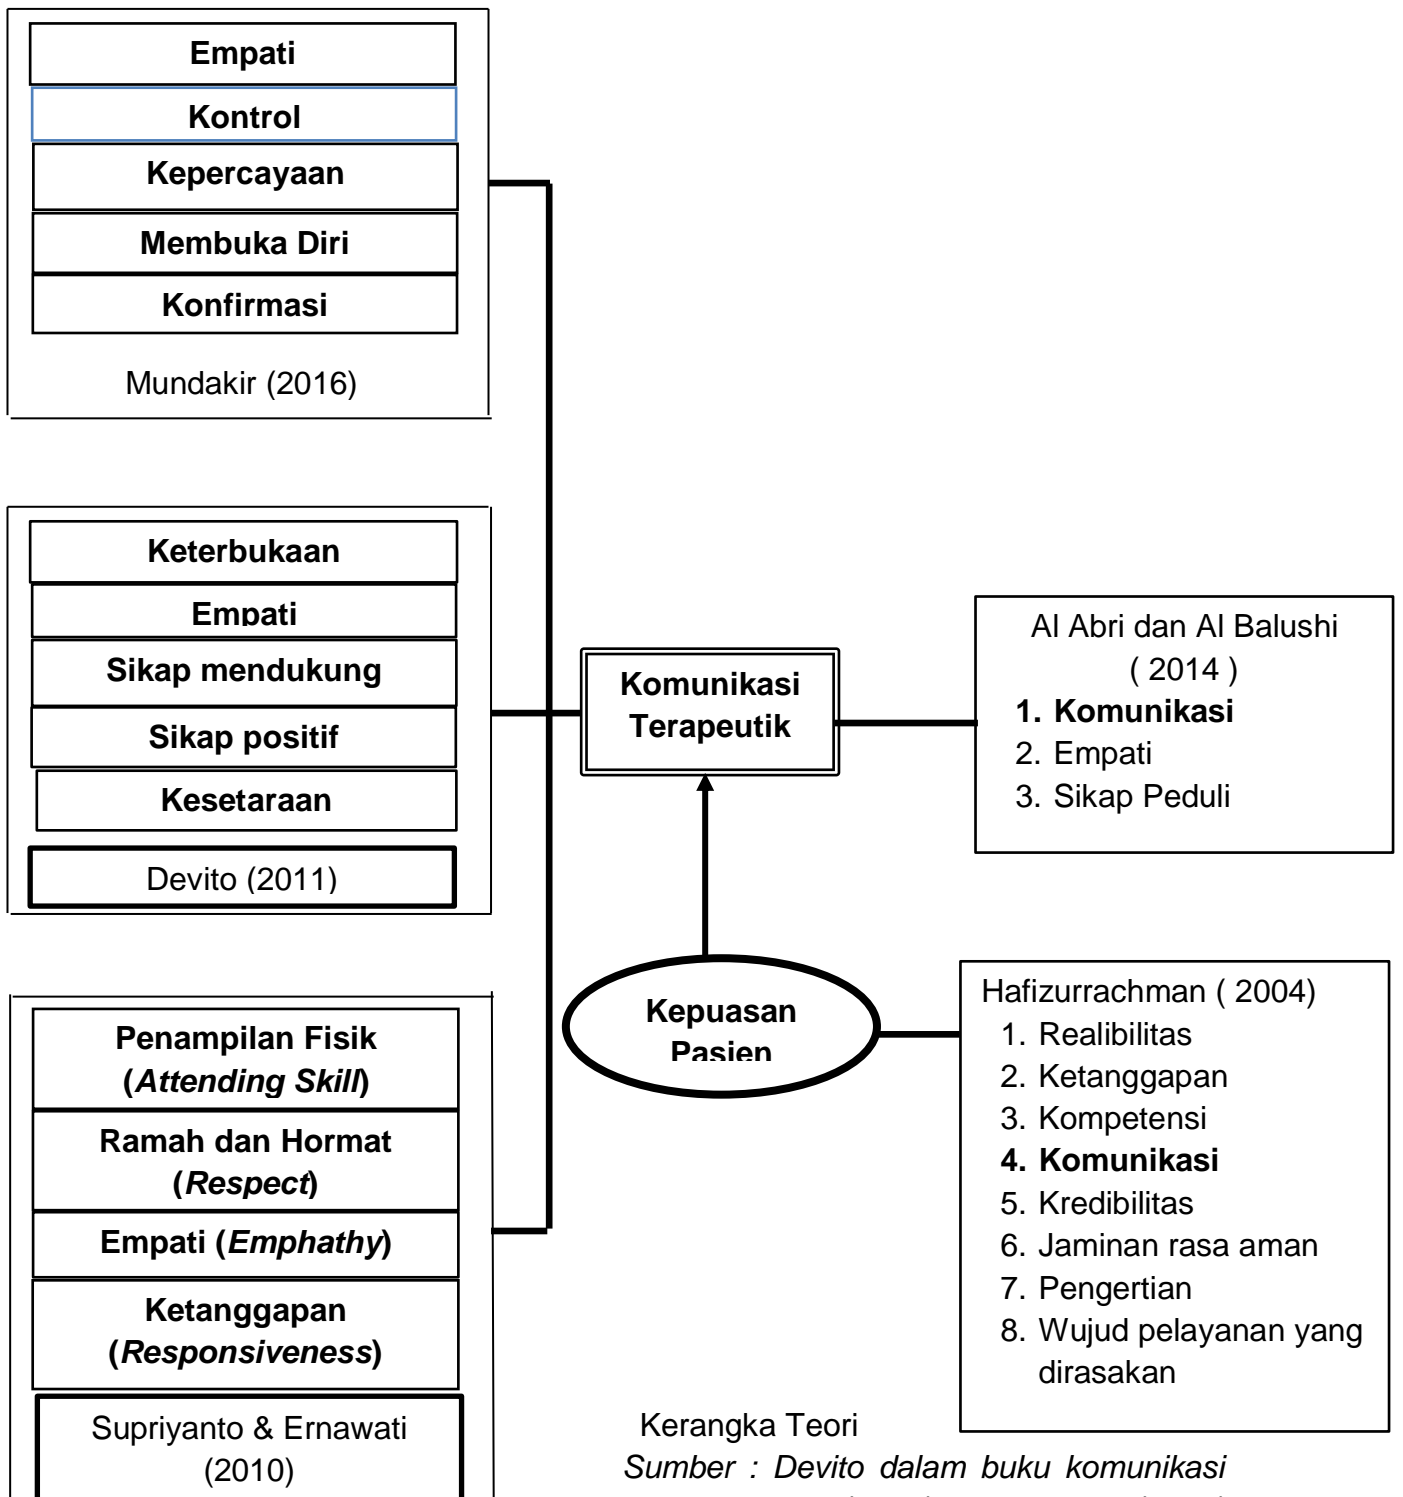 Empati
Kontrol
Kepercayaan
Membuka Diri
Konfirmasi
Mundakir (2016)
Keterbukaan
Empati
Sikap mendukung
Sikap positif
Kesetaraan
Devito (2011)
Penampilan Fisik
(Attending Skill)
Ramah dan Hormat
(Respect)
Empati (Emphathy)
Ketanggapan
(Responsiveness)
Supriyanto & Ernawati
(2010)
Komunikasi
Terapeutik
Kepuasan
Pasien
Al Abri dan Al Balushi
( 2014 )
1. Komunikasi
2. Empati
3. Sikap Peduli
Hafizurrachman ( 2004)
1. Realibilitas
2. Ketanggapan
3. Kompetensi
4. Komunikasi
5. Kredibilitas
6. Jaminan rasa aman
7. Pengertian
8. Wujud pelayanan yang
dirasakan
Kerangka Teori
Sumber : Devito dalam buku komunikasi